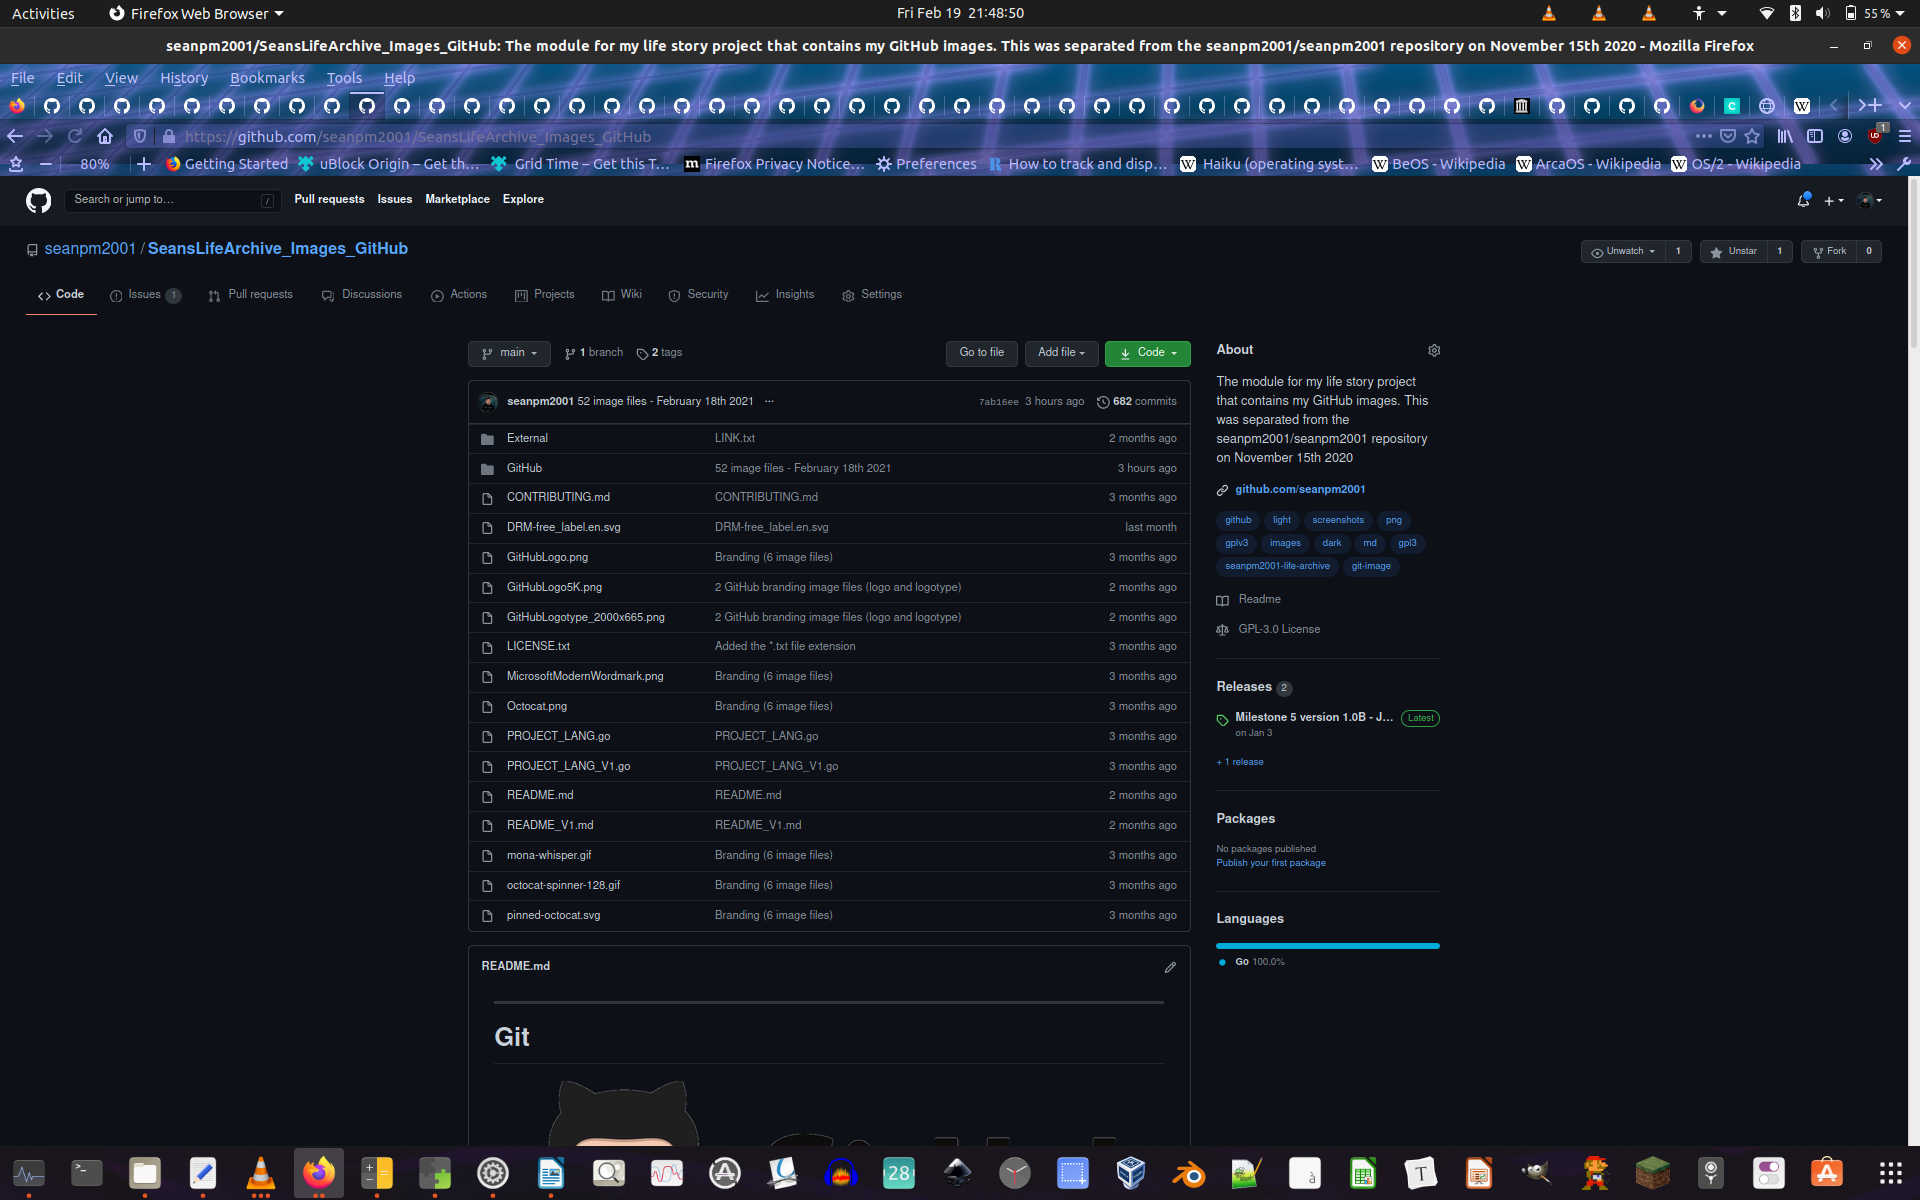 Activities
Firefox Web Browser
Fri Feb 19 21:48:50
55 %
seanpm2001/SeansLifeArchive_Images_GitHub: The module for my life story project that contains my GitHub images. This was separated from the seanpm2001/seanpm2001 repository on November 15th 2020 - Mozilla Firefox
File Edit View History Bookmarks Tools Help
https://github.com/seanpm2001/SeansLifeArchive_Images_GitHub
1
80%
Getting Started
uBlock Origin – Get th…
Grid Time – Get this T…
Firefox Privacy Notice…
Preferences
How to track and disp…
Haiku (operating syst…
BeOS - Wikipedia
ArcaOS - Wikipedia
OS/2 - Wikipedia
Search or jump to…
/
Pull requests Issues Marketplace Explore
seanpm2001 / SeansLifeArchive_Images_GitHub
Unwatch 1
Unstar 1
Fork 0
Code
Issues 1
Pull requests
Discussions
Actions
Projects
Wiki
Security
Insights
Settings
main
1 branch
2 tags
Go to file
Add file
Code
seanpm2001 52 image files - February 18th 2021 ...
7ab16ee 3 hours ago 682 commits
External LINK.txt 2 months ago
GitHub 52 image files - February 18th 2021 3 hours ago
CONTRIBUTING.md CONTRIBUTING.md 3 months ago
DRM-free_label.en.svg DRM-free_label.en.svg last month
GitHubLogo.png Branding (6 image files) 3 months ago
GitHubLogo5K.png 2 GitHub branding image files (logo and logotype) 2 months ago
GitHubLogotype_2000x665.png 2 GitHub branding image files (logo and logotype) 2 months ago
LICENSE.txt Added the *.txt file extension 3 months ago
MicrosoftModernWordmark.png Branding (6 image files) 3 months ago
Octocat.png Branding (6 image files) 3 months ago
PROJECT_LANG.go PROJECT_LANG.go 3 months ago
PROJECT_LANG_V1.go PROJECT_LANG_V1.go 3 months ago
README.md README.md 2 months ago
README_V1.md README_V1.md 2 months ago
mona-whisper.gif Branding (6 image files) 3 months ago
octocat-spinner-128.gif Branding (6 image files) 3 months ago
pinned-octocat.svg Branding (6 image files) 3 months ago
README.md
Git
About
The module for my life story project
that contains my GitHub images. This
was separated from the
seanpm2001/seanpm2001 repository
on November 15th 2020
github.com/seanpm2001
github light screenshots png
gplv3 images dark md gpl3
seanpm2001-life-archive git-image
Readme
GPL-3.0 License
Releases 2
Milestone 5 version 1.0B - J… Latest
on Jan 3
+ 1 release
Packages
No packages published
Publish your first package
Languages
Go 100.0%
28